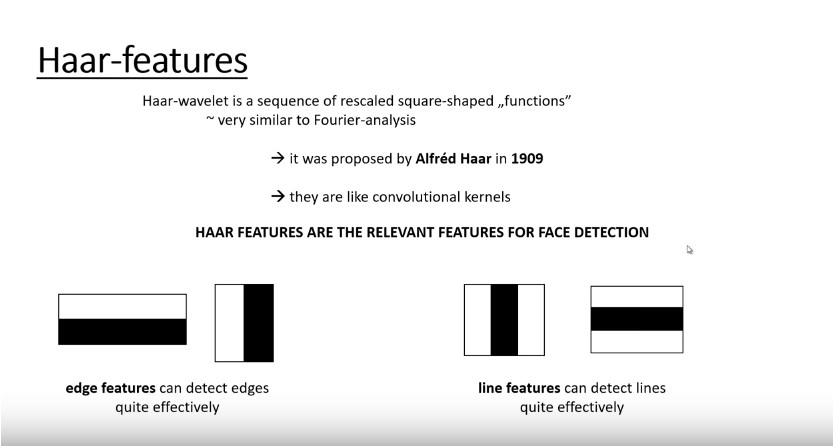 Haar-features
Haar-wavelet is a sequence of rescaled square-shaped „functions”
~ very similar to Fourier-analysis
→ it was proposed by Alfréd Haar in 1909
→ they are like convolutional kernels
HAAR FEATURES ARE THE RELEVANT FEATURES FOR FACE DETECTION
edge features can detect edges
quite effectively
line features can detect lines
quite effectively